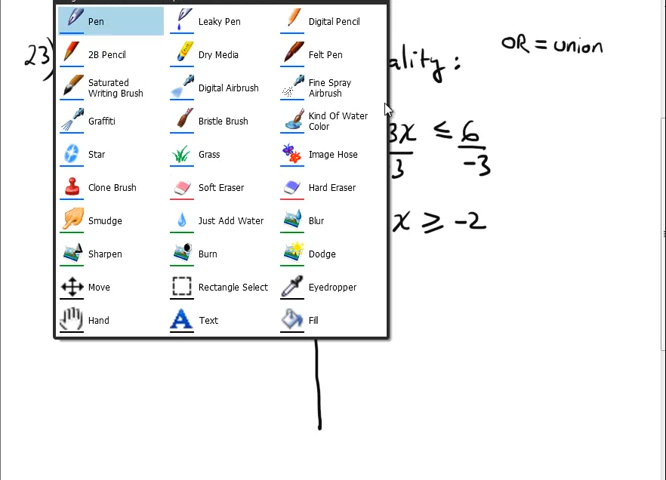 Pen Leaky Pen Digital Pencil
2B Pencil Dry Media Felt Pen
Saturated Writing Brush Digital Airbrush Fine Spray Airbrush
Graffiti Bristle Brush Kind Of Water Color
Star Grass Image Hose
Clone Brush Soft Eraser Hard Eraser
Smudge Just Add Water Blur
Sharpen Burn Dodge
Move Rectangle Select Eyedropper
Hand Text Fill
23)
ality:
OR = union
3x ≤ 6
3 -3
x ≥ -2